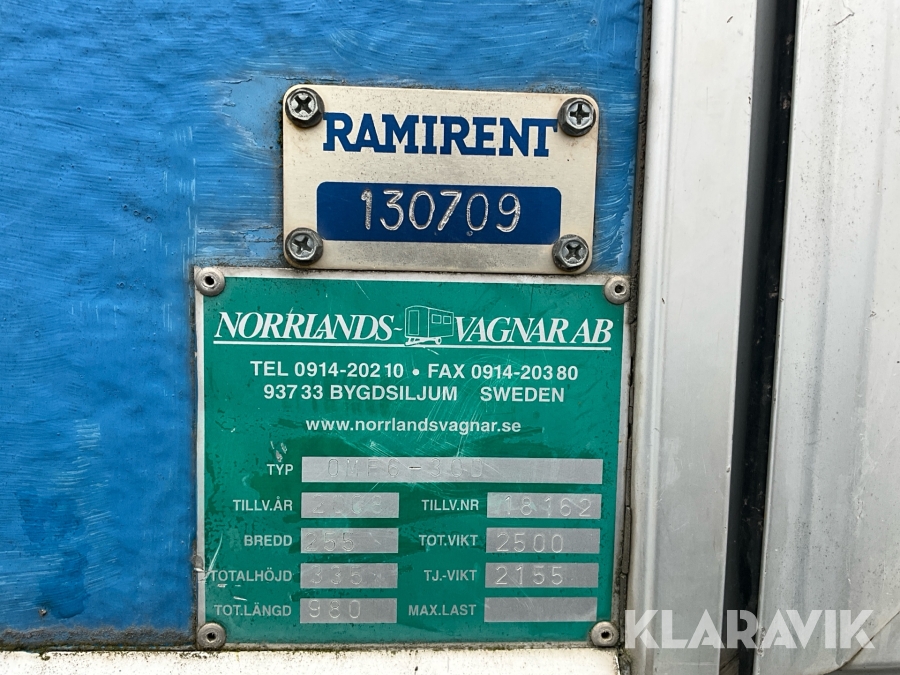 RAMIRENT
130709
NORRLANDS- VAGNAR AB
TEL 0914-202 10 • FAX 0914-203 80
937 33 BYGDSILJUM SWEDEN
www.norrlandsvagnar.se
TYP
TILLV.ÅR TILLV.NR 18162
BREDD 255 TOT.VIKT 2500
TOTALHÖJD 335 TJ.-VIKT 2155
TOT.LÄNGD 980 MAX.LAST
KLARAVIK